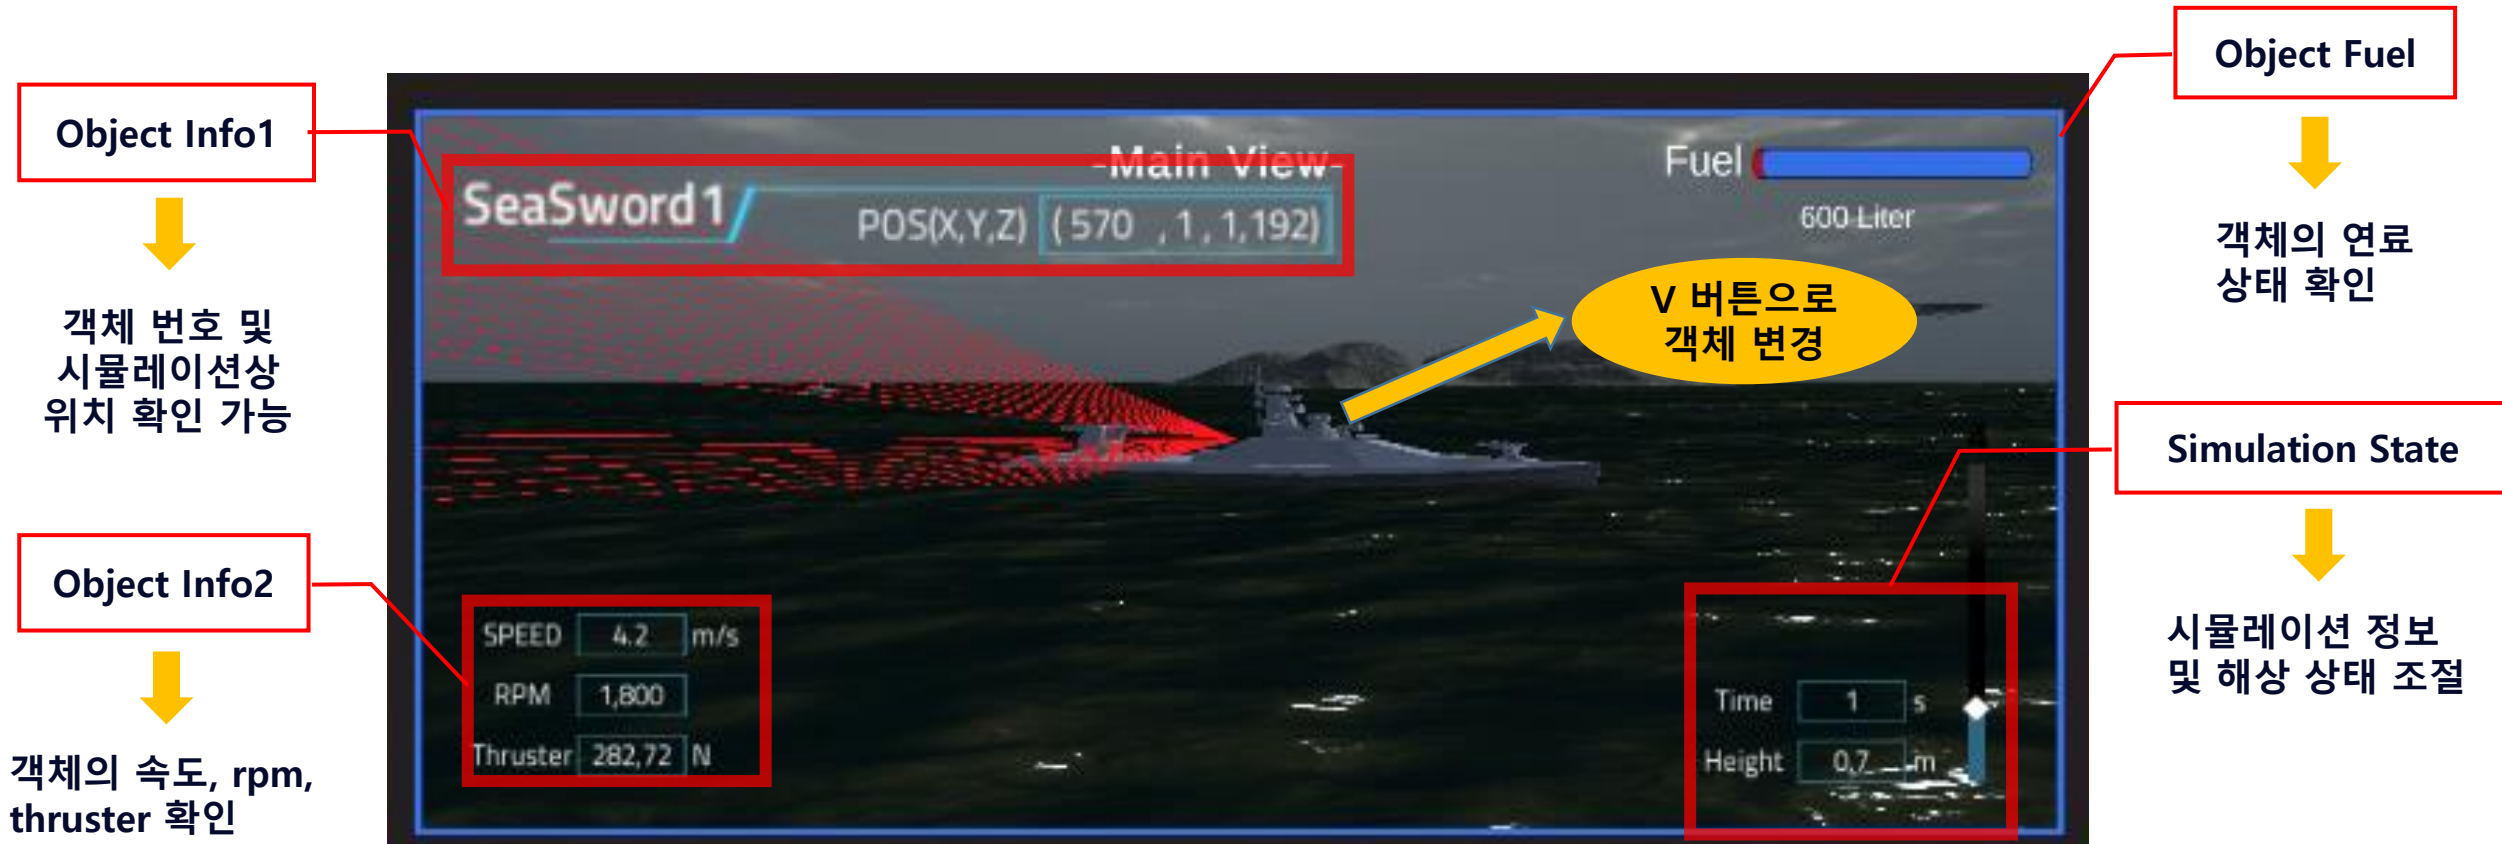 Object Info1
객체 번호 및
시뮬레이션상
위치 확인 가능
Object Info2
객체의 속도, rpm,
thruster 확인
-Main View-
SeaSword1
POS(X,Y,Z) ( 570 , 1 , 1,192)
Fuel
600 Liter
V 버튼으로
객체 변경
SPEED 4.2 m/s
RPM 1,800
Thruster 282,72 N
Time 1 s
Height 0,7 m
Object Fuel
객체의 연료
상태 확인
Simulation State
시뮬레이션 정보
및 해상 상태 조절